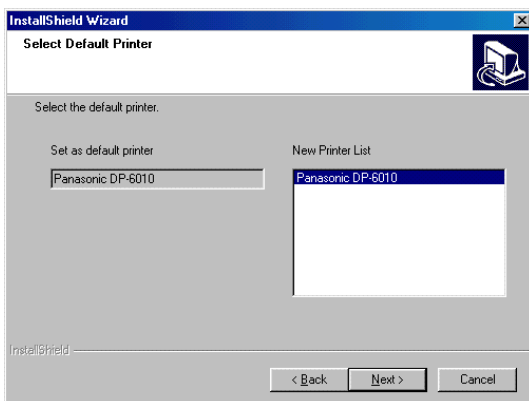 InstallShield Wizard
Select Default Printer
Select the default printer.
Set as default printer
New Printer List
Panasonic DP-6010
Panasonic DP-6010
InstallShield
< Back
Next >
Cancel